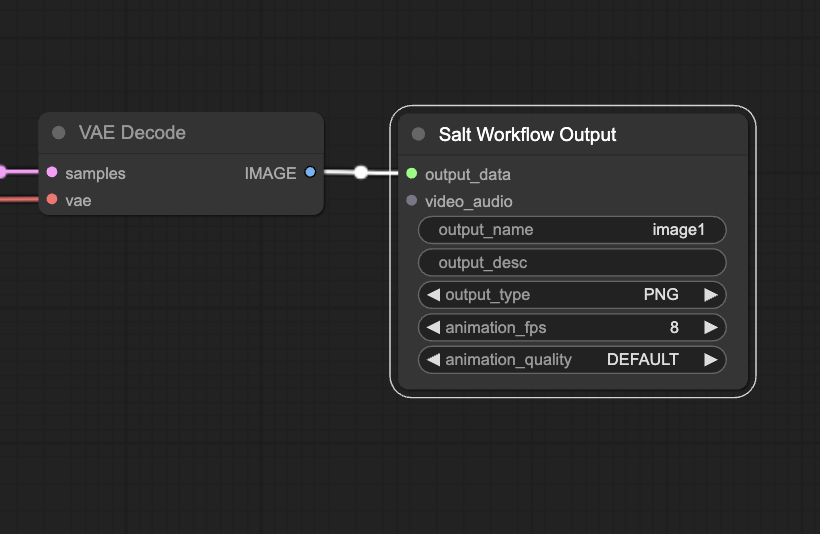 VAE Decode
samples
IMAGE
vae
Salt Workflow Output
output_data
video_audio
output_name image1
output_desc
output_type PNG
animation_fps 8
animation_quality DEFAULT